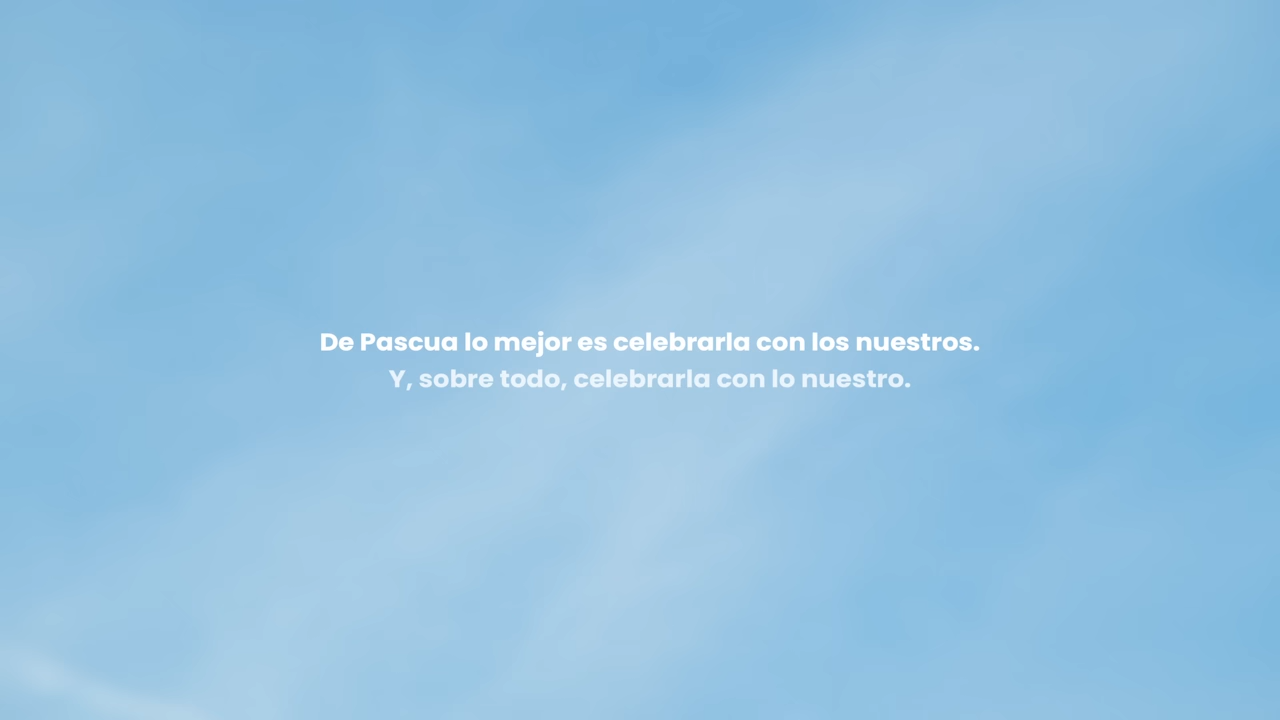 De Pascua lo mejor es celebrarla con los nuestros.
Y, sobre todo, celebrarla con lo nuestro.